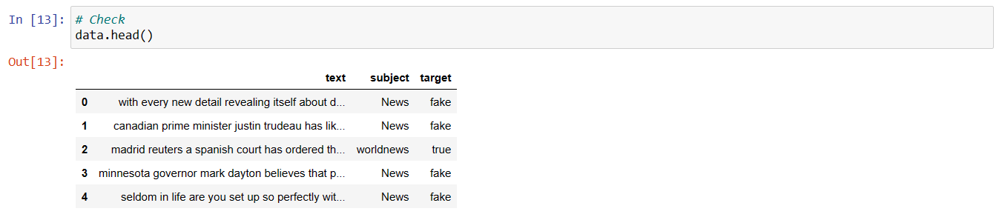 In [13]: # Check
data.head()
Out[13]:
text subject target
0 with every new detail revealing itself about d... News fake
1 canadian prime minister justin trudeau has lik... News fake
2 madrid reuters a spanish court has ordered th... worldnews true
3 minnesota governor mark dayton believes that p... News fake
4 seldom in life are you set up so perfectly wit... News fake